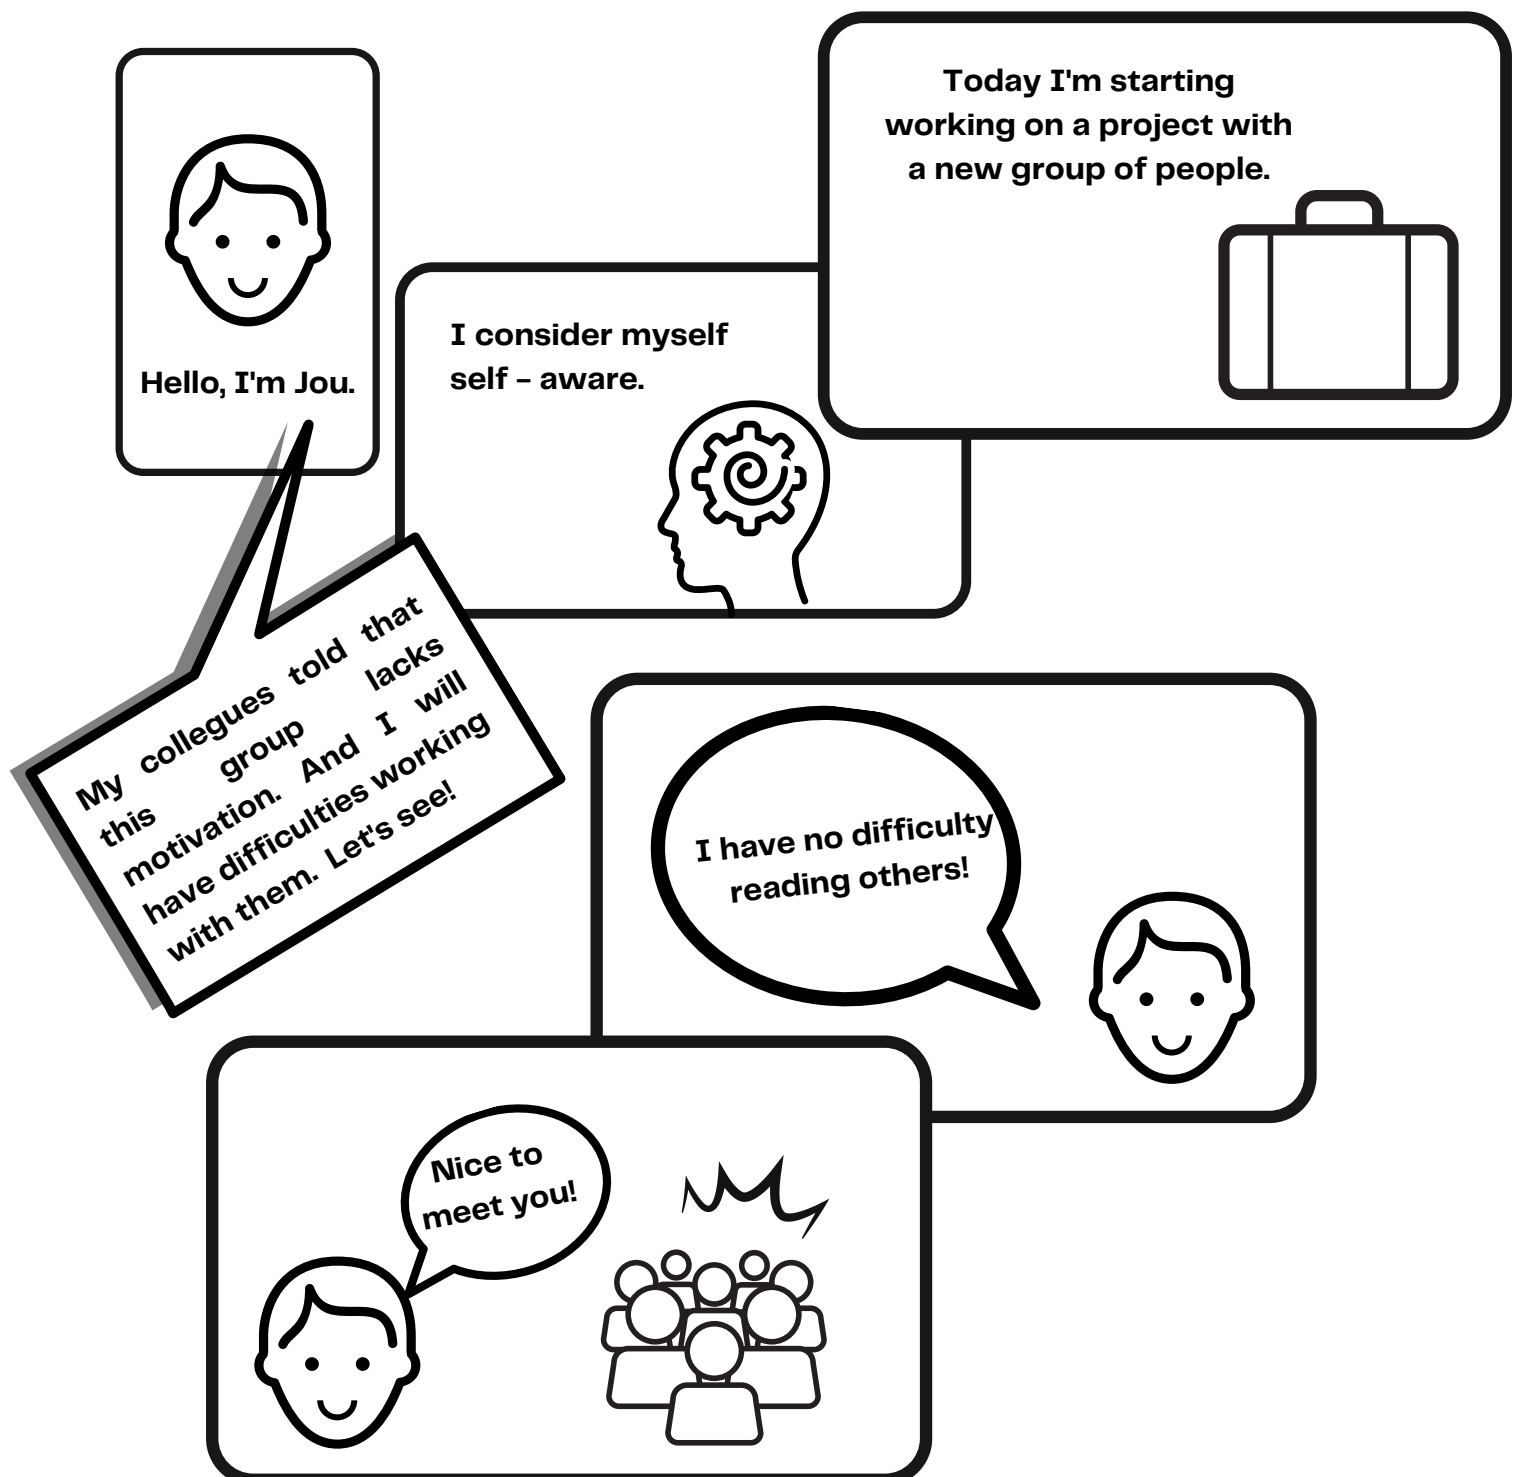 Hello, I'm Jou.
Today I'm starting
working on a project with
a new group of people.
I consider myself
self – aware.
My collegues told that
this group lacks
motivation. And I will
have difficulties working
with them. Let's see!
I have no difficulty
reading others!
Nice to
meet you!